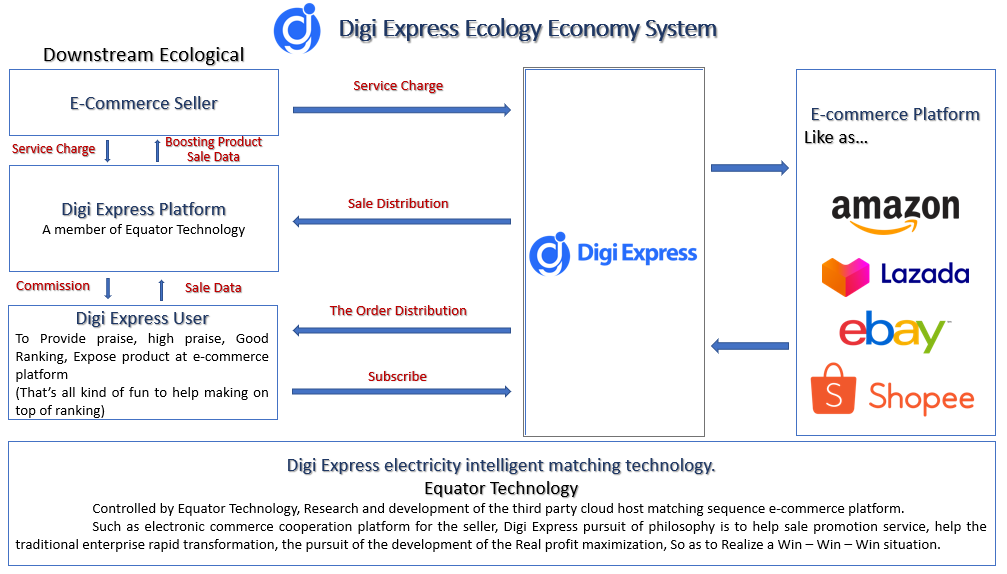 Digi Express Ecology Economy System
Downstream Ecological
E-Commerce Seller
Service Charge
Boosting Product
Sale Data
Digi Express Platform
A member of Equator Technology
Commission
Sale Data
Digi Express User
To Provide praise, high praise, Good
Ranking, Expose product at e-commerce
platform
(That's all kind of fun to help making on
top of ranking)
Service Charge
Sale Distribution
The Order Distribution
Subscribe
Digi Express
E-commerce Platform
Like as...
amazon
Lazada
ebay™
S Shopee
Digi Express electricity intelligent matching technology.
Equator Technology
Controlled by Equator Technology, Research and development of the third party cloud host matching sequence e-commerce platform.
Such as electronic commerce cooperation platform for the seller, Digi Express pursuit of philosophy is to help sale promotion service, help the
traditional enterprise rapid transformation, the pursuit of the development of the Real profit maximization, So as to Realize a Win – Win – Win situation.